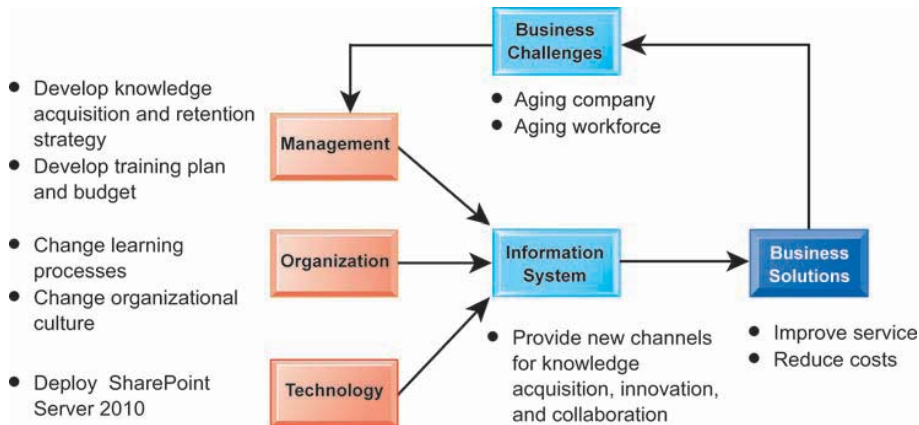 Business
Challenges
• Aging company
• Aging workforce
• Develop knowledge
acquisition and retention
strategy
• Develop training plan
and budget
Management
• Change learning
processes
• Change organizational
culture
Organization
Information
System
• Provide new channels
for knowledge
acquisition, innovation,
and collaboration
Business
Solutions
• Improve service
• Reduce costs
• Deploy SharePoint
Server 2010
Technology